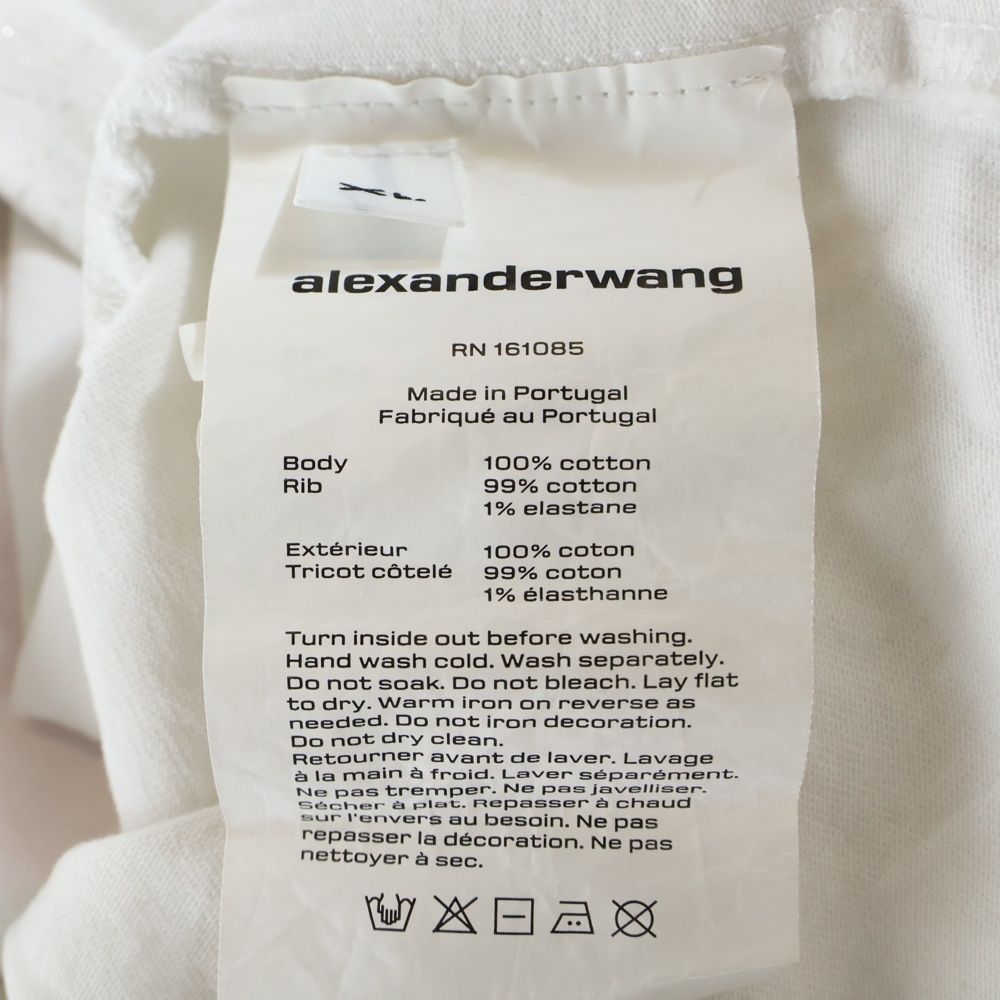 XL
alexanderwang
RN 161085
Made in Portugal
Fabriqué au Portugal
Body 100% cotton
Rib 99% cotton
1% elastane
Extérieur 100% coton
Tricot côtelé 99% coton
1% élasthanne
Turn inside out before washing.
Hand wash cold. Wash separately.
Do not soak. Do not bleach. Lay flat
to dry. Warm iron on reverse as
needed. Do not iron decoration.
Do not dry clean.
Retourner avant de laver. Lavage
à la main à froid. Laver séparément.
Ne pas tremper. Ne pas javelliser.
Sécher à plat. Repasser à chaud
sur l'envers au besoin. Ne pas
repasser la décoration. Ne pas
nettoyer à sec.